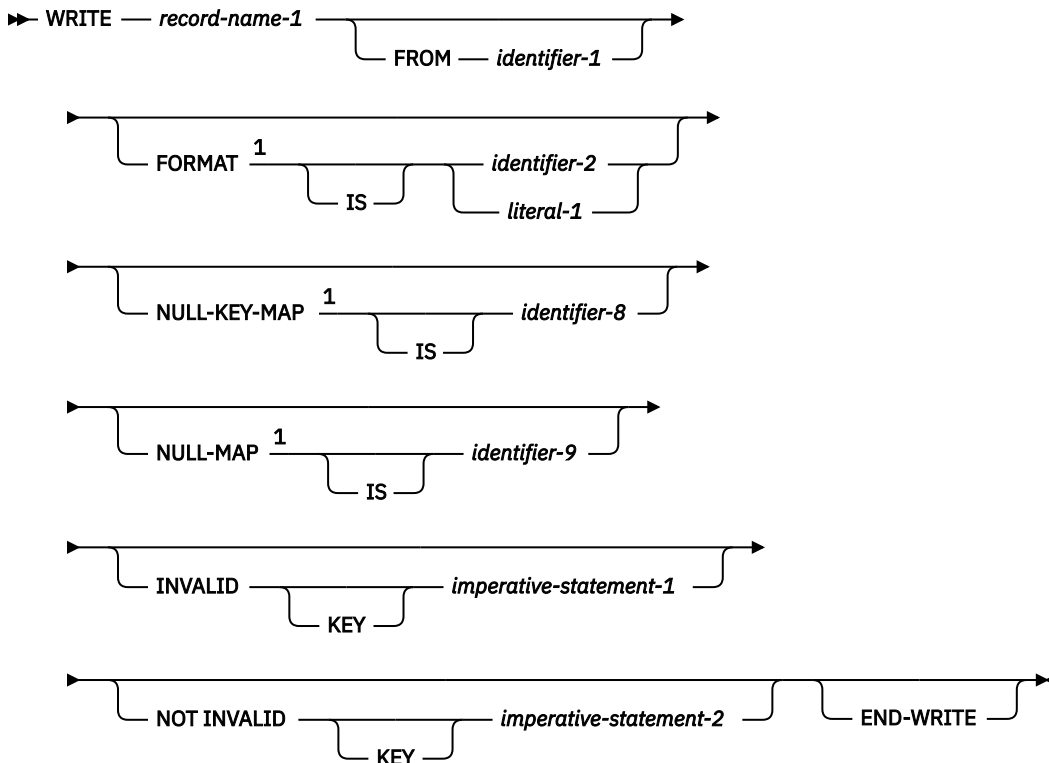 WRITE record-name-1
FROM identifier-1
FORMAT 1 identifier-2
IS
literal-1
NULL-KEY-MAP 1 identifier-8
IS
NULL-MAP 1 identifier-9
IS
INVALID imperative-statement-1
KEY
NOT INVALID imperative-statement-2 END-WRITE
KEY